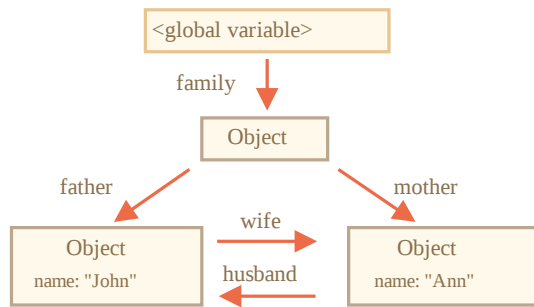 <global variable>
family
Object
father
mother
wife
Object
Object
husband
name: "John"
name: "Ann"